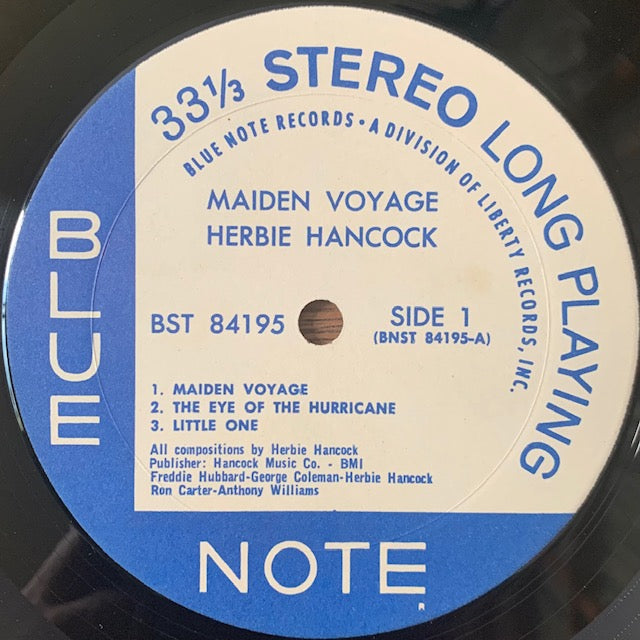 33⅓ STEREO LONG PLAYING
BLUE NOTE RECORDS • A DIVISION OF LIBERTY RECORDS, INC.
MAIDEN VOYAGE
HERBIE HANCOCK
BLUE
BST 84195
SIDE 1
(BNST 84195-A)
1. MAIDEN VOYAGE
2. THE EYE OF THE HURRICANE
3. LITTLE ONE
All compositions by Herbie Hancock
Publisher: Hancock Music Co. - BMI
Freddie Hubbard-George Coleman-Herbie Hancock
Ron Carter-Anthony Williams
NOTE